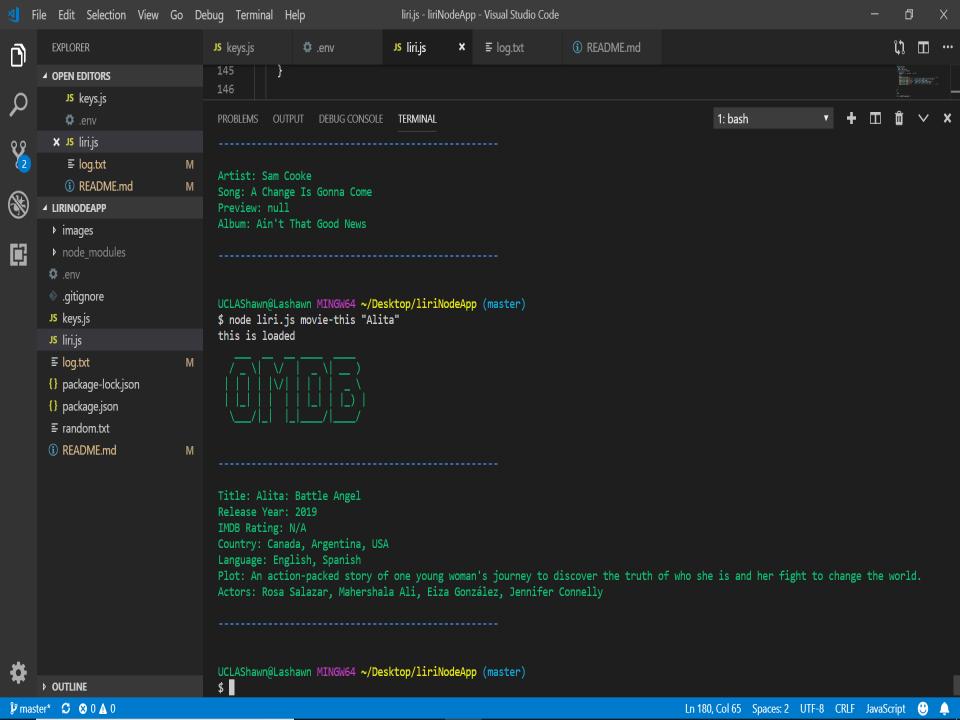 File Edit Selection View Go Debug Terminal Help
liri.js - liriNodeApp - Visual Studio Code
EXPLORER
OPEN EDITORS
JS keys.js
.env
JS liri.js
log.txt M
README.md M
LIRINODEAPP
images
node_modules
.env
.gitignore
JS keys.js
JS liri.js
log.txt M
{} package-lock.json
{} package.json
random.txt
README.md M
OUTLINE
2
JS keys.js .env JS liri.js log.txt README.md
145 }
146
PROBLEMS OUTPUT DEBUG CONSOLE TERMINAL
1: bash
--------------------------------------------------
Artist: Sam Cooke
Song: A Change Is Gonna Come
Preview: null
Album: Ain't That Good News
--------------------------------------------------
UCLAShawn@Lashawn MINGW64 ~/Desktop/liriNodeApp (master)
$ node liri.js movie-this "Alita"
this is loaded
OMDB
--------------------------------------------------
Title: Alita: Battle Angel
Release Year: 2019
IMDB Rating: N/A
Country: Canada, Argentina, USA
Language: English, Spanish
Plot: An action-packed story of one young woman's journey to discover the truth of who she is and her fight to change the world.
Actors: Rosa Salazar, Mahershala Ali, Eiza González, Jennifer Connelly
--------------------------------------------------
UCLAShawn@Lashawn MINGW64 ~/Desktop/liriNodeApp (master)
$
master* 0 0
Ln 180, Col 65 Spaces: 2 UTF-8 CRLF JavaScript